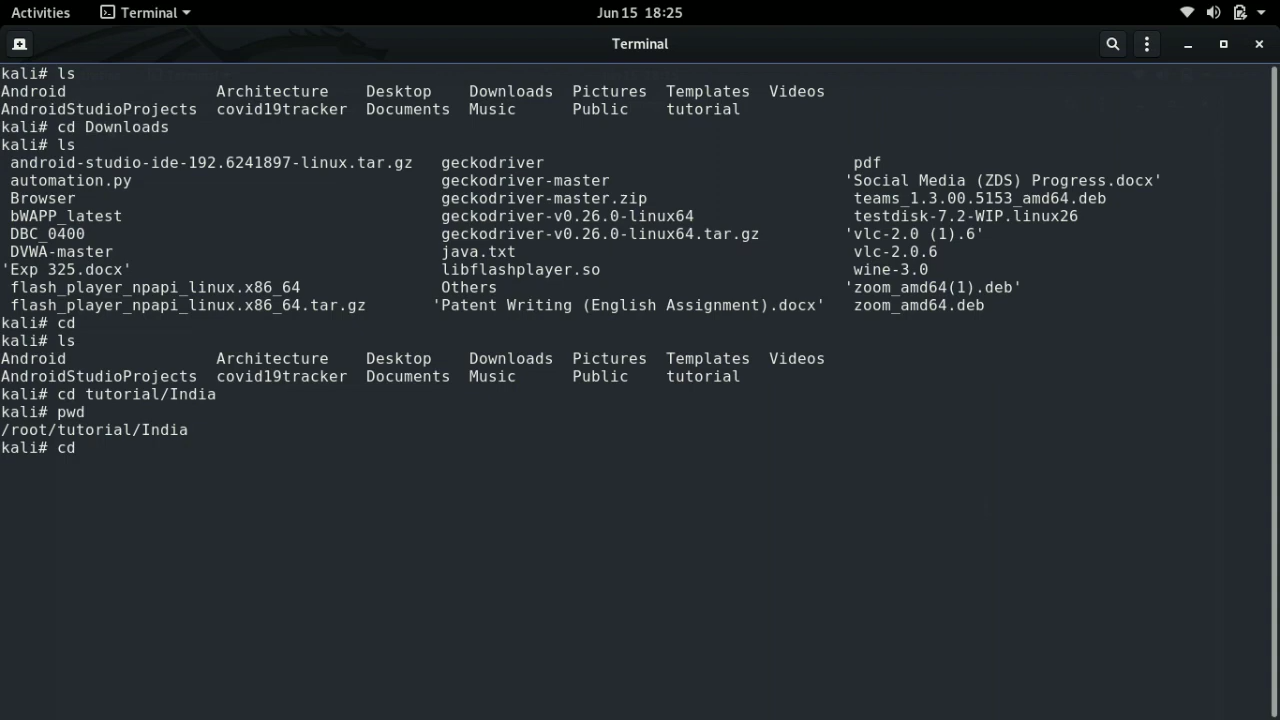 Activities Terminal Jun 15 18:25
Terminal
kali# ls
Android Architecture Desktop Downloads Pictures Templates Videos
AndroidStudioProjects covid19tracker Documents Music Public tutorial
kali# cd Downloads
kali# ls
android-studio-ide-192.6241897-linux.tar.gz geckodriver pdf
automation.py geckodriver-master 'Social Media (ZDS) Progress.docx'
Browser geckodriver-master.zip teams_1.3.00.5153_amd64.deb
bWAPP_latest geckodriver-v0.26.0-linux64 testdisk-7.2-WIP.linux26
DBC_0400 geckodriver-v0.26.0-linux64.tar.gz 'vlc-2.0 (1).6'
DVWA-master java.txt vlc-2.0.6
'Exp 325.docx' libflashplayer.so wine-3.0
flash_player_npapi_linux.x86_64 Others 'zoom_amd64(1).deb'
flash_player_npapi_linux.x86_64.tar.gz 'Patent Writing (English Assignment).docx' zoom_amd64.deb
kali# cd
kali# ls
Android Architecture Desktop Downloads Pictures Templates Videos
AndroidStudioProjects covid19tracker Documents Music Public tutorial
kali# cd tutorial/India
kali# pwd
/root/tutorial/India
kali# cd